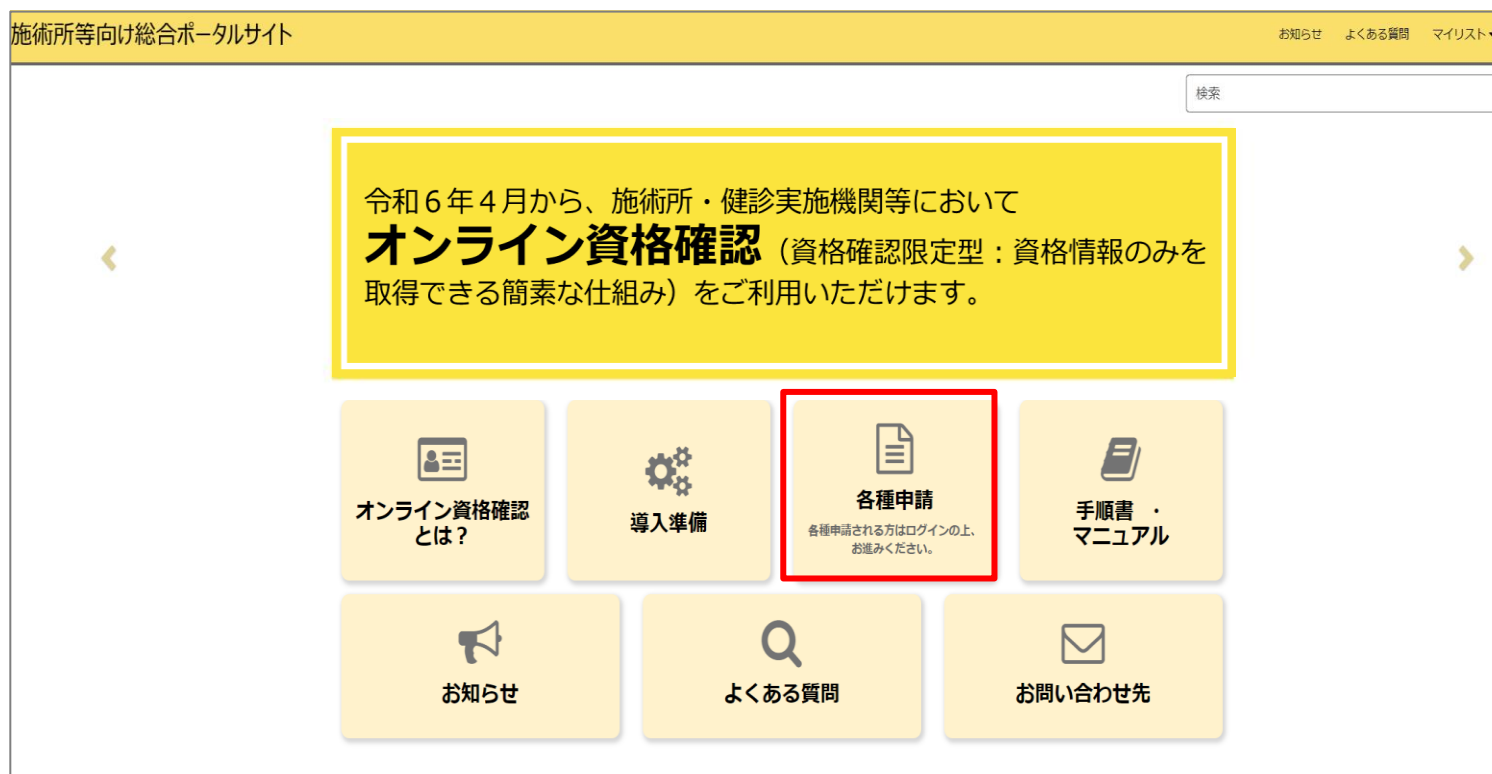 施術所等向け総合ポータルサイト
お知らせ よくある質問 マイリスト
検索
令和6年4月から、施術所・健診実施機関等において
オンライン資格確認（資格確認限定型：資格情報のみを
取得できる簡素な仕組み）をご利用いただけます。
オンライン資格確認
とは？
導入準備
各種申請
各種申請される方はログインの上、
お進みください。
手順書 ・
マニュアル
お知らせ
よくある質問
お問い合わせ先